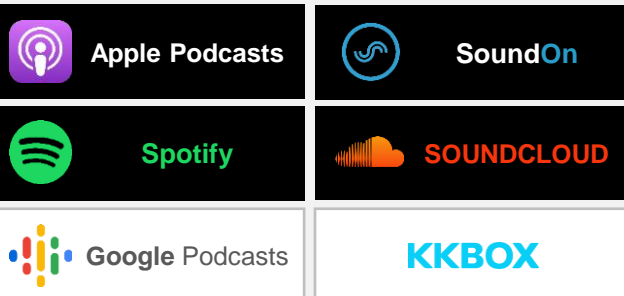 Apple Podcasts
SoundOn
Spotify
SOUNDCLOUD
Google Podcasts
KKBOX